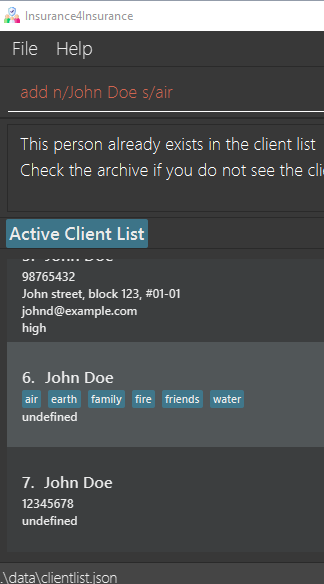 Insurance4Insurance
File Help
add n/John Doe s/air
This person already exists in the client list
Check the archive if you do not see the
Active Client List
John Doe
98765432
John street, block 123, #01-01
johnd@example.com
high
6. John Doe
air earth family fire friends water
undefined
7. John Doe
12345678
undefined
.\data\clientlist.json